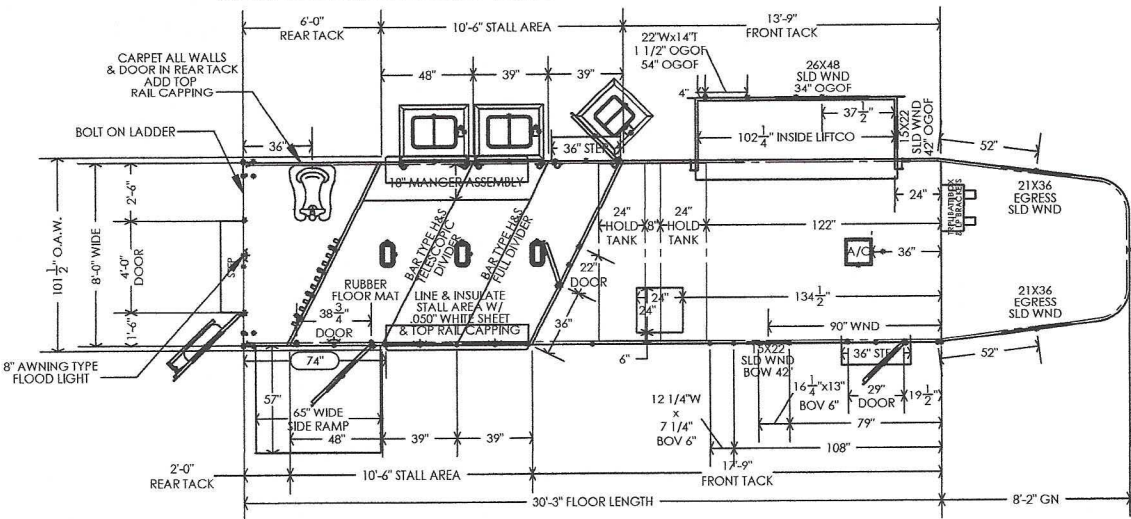 6'-0"
REAR TACK
10'-6" STALL AREA
13'-9"
FRONT TACK
CARPET ALL WALLS
& DOOR IN REAR TACK
ADD TOP
RAIL CAPPING
48"
39"
39"
22"Wx14"T
1 1/2" OGOF
54" OGOF
26X48
SLD WND
34" OGOF
4"
37 1/2"
BOLT ON LADDER
36"
36" STEP
102 1/4" INSIDE LIFTCO
15X22
SLD WND
42" OGOF
52"
18" MANGER ASSEMBLY
24"
21X36
EGRESS
SLD WND
2'-6"
24"
HOLD
TANK
8"
24"
HOLD
TANK
122"
101 1/2" O.A.W.
8'-0" WIDE
4'-0"
DOOR
STEP
BAR TYPE H&S
TELESCOPIC
DIVIDER
BAR TYPE H&S
FULL DIVIDER
A/C
36"
22"
DOOR
RUBBER
FLOOR MAT
38 3/4"
DOOR
LINE & INSULATE
STALL AREA W/
.050" WHITE SHEET
& TOP RAIL CAPPING
24"
24"
134 1/2"
21X36
EGRESS
SLD WND
1'-6"
36"
90" WND
8" AWNING TYPE
FLOOD LIGHT
74"
6"
15X22
SLD WND
BOW 42"
36" STEP
52"
57"
65" WIDE
SIDE RAMP
16 1/4"x13"
BOV 6"
29"
DOOR
19 1/2"
12 1/4"W
x
7 1/4"
BOV 6"
48"
39"
39"
79"
108"
2'-0"
REAR TACK
10'-6" STALL AREA
17'-9"
FRONT TACK
30'-3" FLOOR LENGTH
8'-2" GN